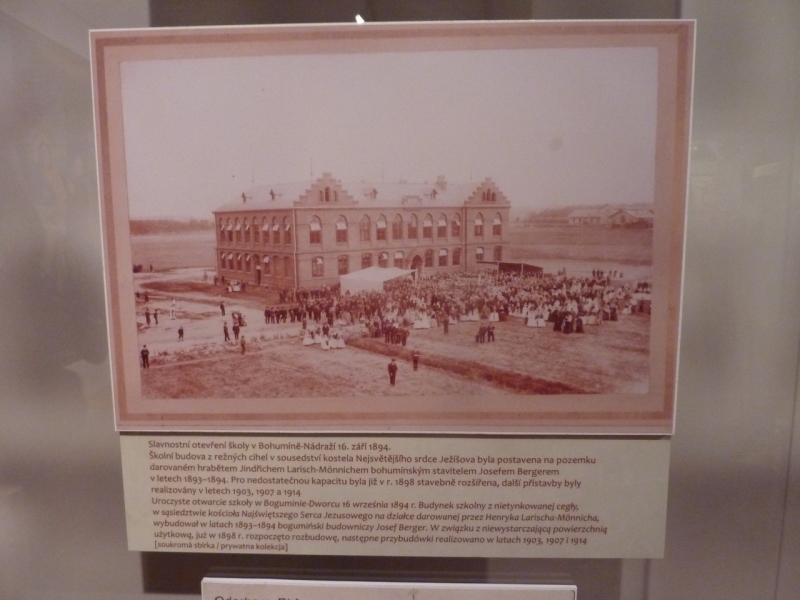 Slavnostní otevření školy v Bohumíně-Nádraží 16. září 1894.
Školní budova z režných cihel v sousedství kostela Nejsvětějšího srdce Ježíšova byla postavena na pozemku
darovaném hrabětem Jindřichem Larisch-Mönnichem bohumínským stavitelem Josefem Bergerem
v letech 1893–1894. Pro nedostatečnou kapacitu byla již v r. 1898 stavebně rozšířena, další přístavby byly
realizovány v letech 1903, 1907 a 1914
Uroczyste otwarcie szkoły w Boguminie-Dworcu 16 września 1894 r. Budynek szkolny z nietynkowanej cegły,
w sąsiedztwie kościoła Najświętszego Serca Jezusowego na działce darowanej przez Henryka Larischa-Mönnicha,
wybudował w latach 1893–1894 bogumiński budowniczy Josef Berger. W związku z niewystarczającą powierzchnią
użytkową, już w 1898 r. rozpoczęto rozbudowę, następne przybudówki realizowano w latach 1903, 1907 i 1914
[soukromá sbírka / prywatna kolekcja]